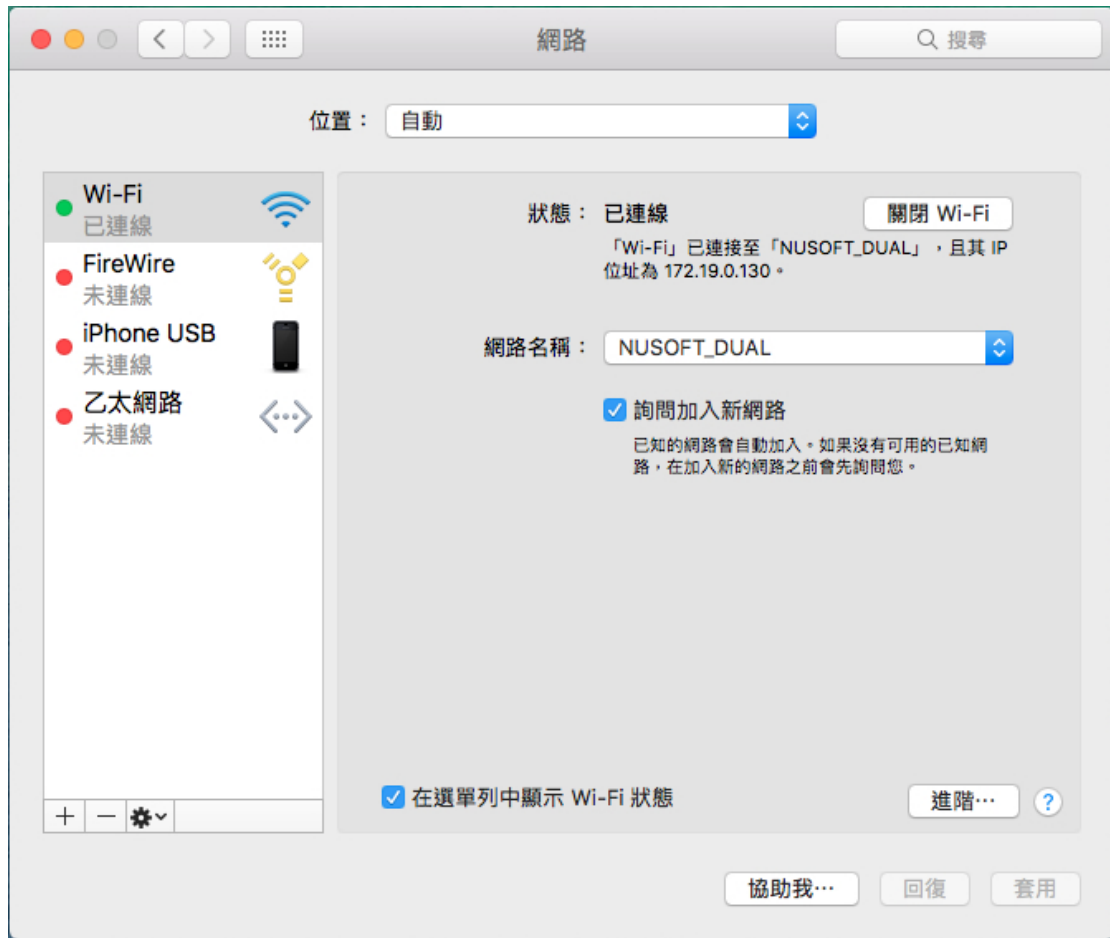 網路
搜尋
位置：
自動
Wi-Fi
已連線
FireWire
未連線
iPhone USB
未連線
乙太網路
未連線
狀態：
已連線
關閉 Wi-Fi
「Wi-Fi」已連接至「NUSOFT_DUAL」，且其 IP
位址為 172.19.0.130。
網路名稱：
NUSOFT_DUAL
詢問加入新網路
已知的網路會自動加入。如果沒有可用的已知網
路，在加入新的網路之前會先詢問您。
在選單列中顯示 Wi-Fi 狀態
進階⋯
?
協助我⋯
回復
套用